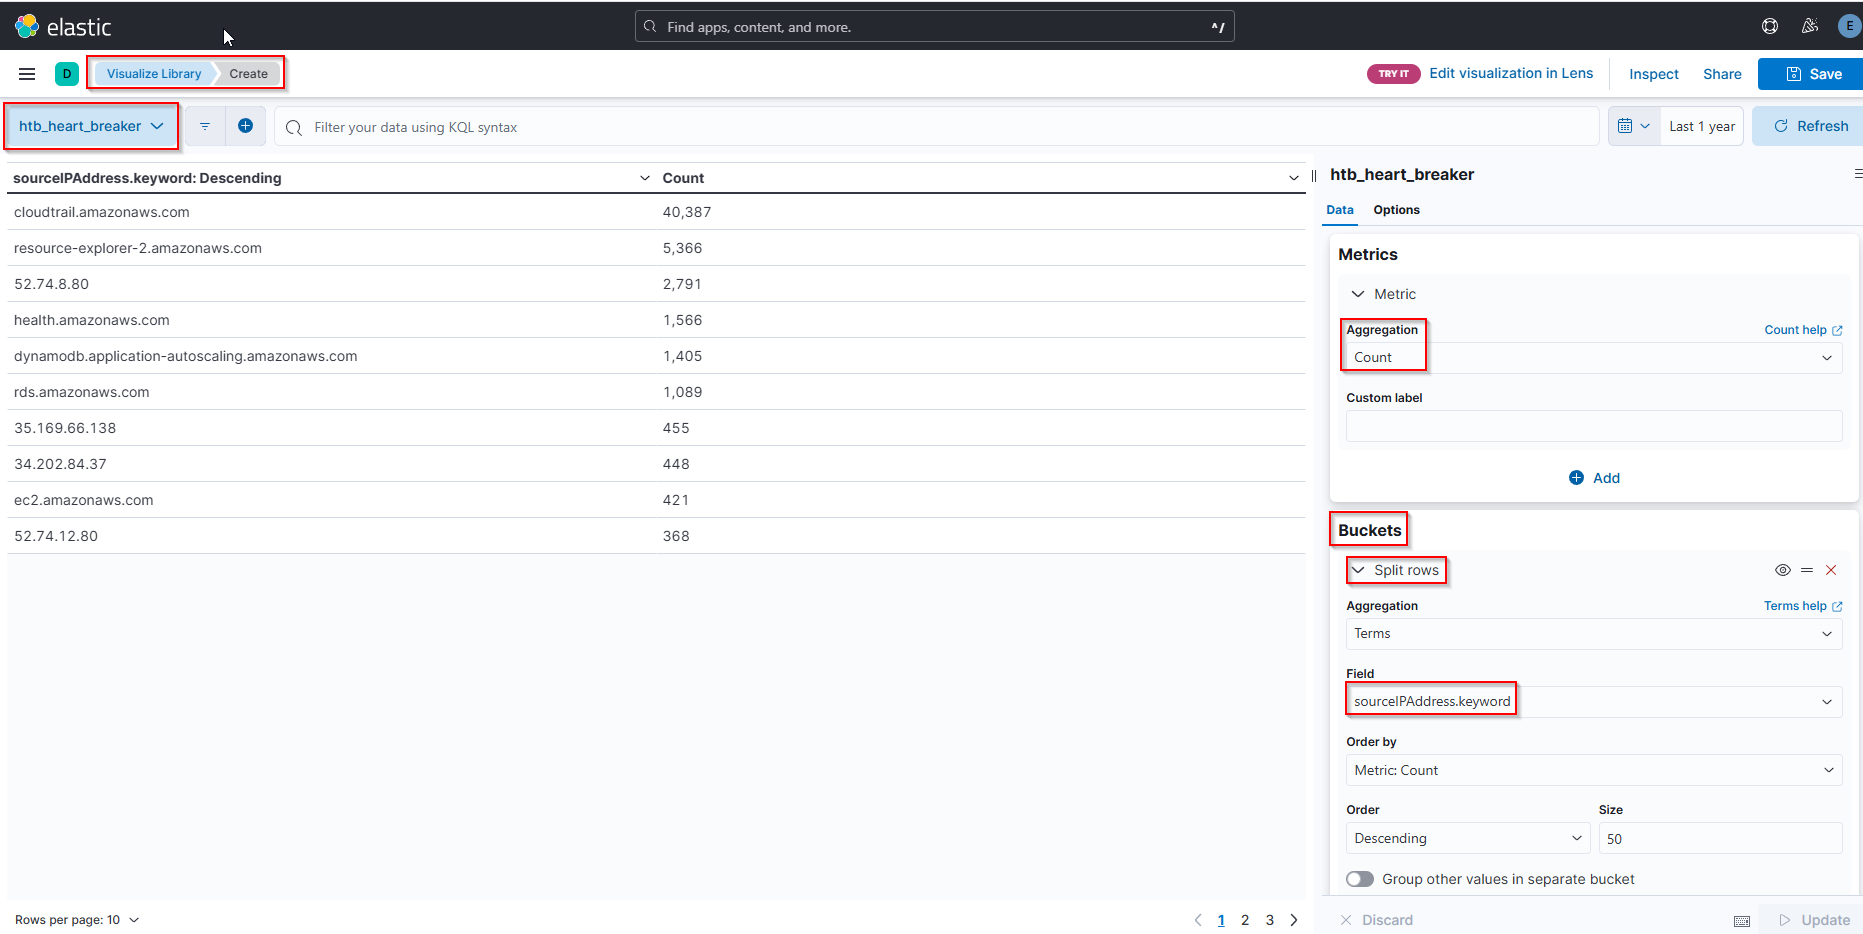 elastic
Find apps, content, and more.
^/
E
D
Visualize Library
Create
TRY IT
Edit visualization in Lens
Inspect
Share
Save
htb_heart_breaker
Filter your data using KQL syntax
Last 1 year
Refresh
sourceIPAddress.keyword: Descending Count
cloudtrail.amazonaws.com 40,387
resource-explorer-2.amazonaws.com 5,366
52.74.8.80 2,791
health.amazonaws.com 1,566
dynamodb.application-autoscaling.amazonaws.com 1,405
rds.amazonaws.com 1,089
35.169.66.138 455
34.202.84.37 448
ec2.amazonaws.com 421
52.74.12.80 368
Rows per page: 10
1 2 3
htb_heart_breaker
Data Options
Metrics
Metric
Aggregation Count help
Count
Custom label
Add
Buckets
Split rows
Aggregation Terms help
Terms
Field
sourceIPAddress.keyword
Order by
Metric: Count
Order Size
Descending 50
Group other values in separate bucket
Discard Update